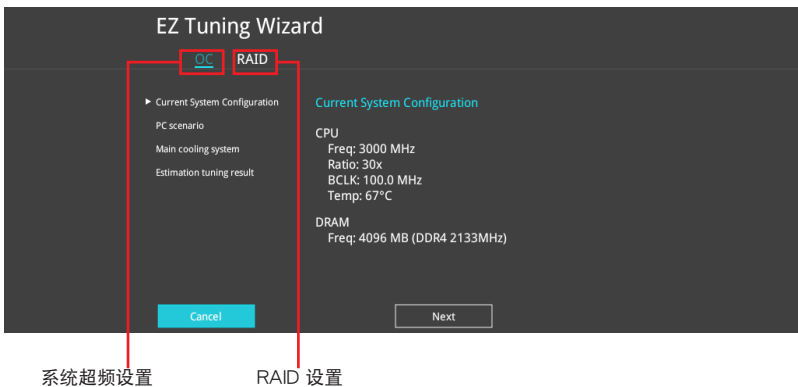 EZ Tuning Wizard
OC RAID
▶ Current System Configuration
PC scenario
Main cooling system
Estimation tuning result
Current System Configuration
CPU
Freq: 3000 MHz
Ratio: 30x
BCLK: 100.0 MHz
Temp: 67°C
DRAM
Freq: 4096 MB (DDR4 2133MHz)
Cancel Next
系统超频设置 RAID 设置